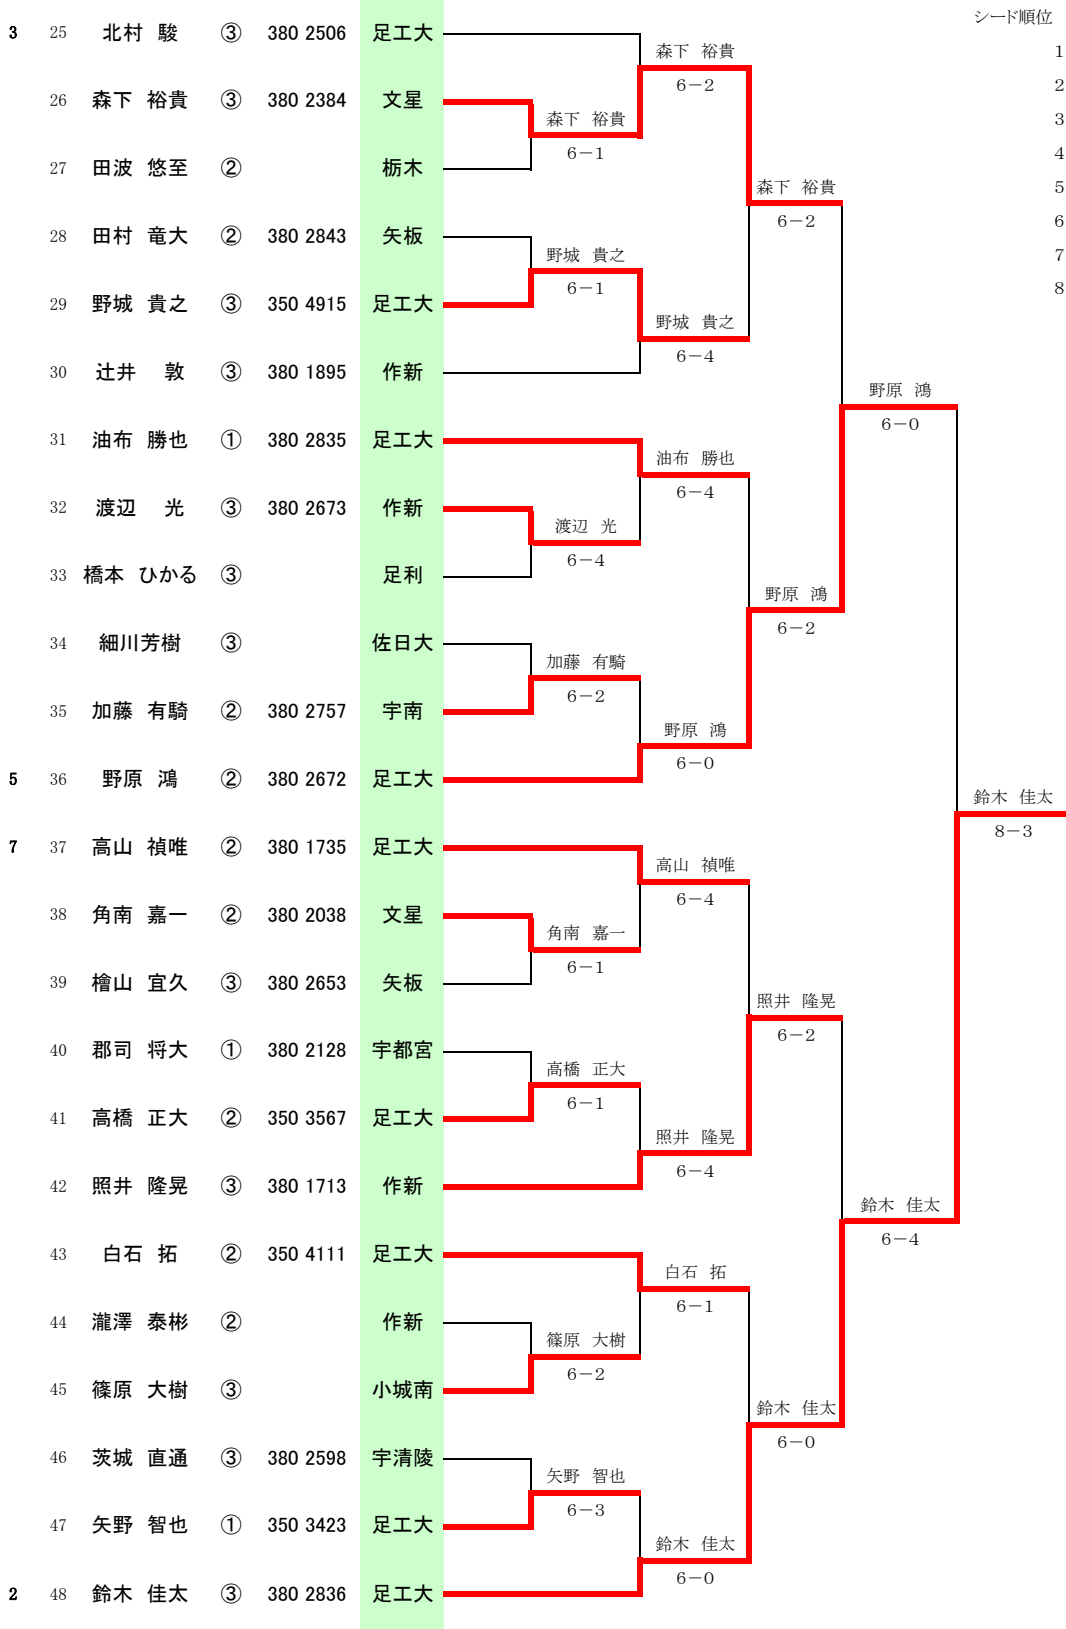 シード順位
3 25 北村 駿 ③ 380 2506 足工大
森下 裕貴
6-2
1
2
26 森下 裕貴 ③ 380 2384 文星
森下 裕貴
6-1
3
4
27 田波 悠至 ② 栃木
森下 裕貴
6-2
5
6
28 田村 竜大 ② 380 2843 矢板
野城 貴之
6-1
7
8
29 野城 貴之 ③ 350 4915 足工大
野城 貴之
6-4
30 辻井 敦 ③ 380 1895 作新
野原 鴻
6-0
31 油布 勝也 ① 380 2835 足工大
油布 勝也
6-4
32 渡辺 光 ③ 380 2673 作新
渡辺 光
6-4
33 橋本 ひかる ③ 足利
野原 鴻
6-2
34 細川芳樹 ③ 佐日大
加藤 有騎
6-2
35 加藤 有騎 ② 380 2757 宇南
野原 鴻
6-0
5 36 野原 鴻 ② 380 2672 足工大
鈴木 佳太
8-3
7 37 高山 禎唯 ② 380 1735 足工大
高山 禎唯
6-4
38 角南 嘉一 ② 380 2038 文星
角南 嘉一
6-1
39 檜山 宜久 ③ 380 2653 矢板
照井 隆晃
6-2
40 郡司 将大 ① 380 2128 宇都宮
高橋 正大
6-1
41 高橋 正大 ② 350 3567 足工大
照井 隆晃
6-4
42 照井 隆晃 ③ 380 1713 作新
鈴木 佳太
6-4
43 白石 拓 ② 350 4111 足工大
白石 拓
6-1
44 瀧澤 泰彬 ② 作新
篠原 大樹
6-2
45 篠原 大樹 ③ 小城南
鈴木 佳太
6-0
46 茨城 直通 ③ 380 2598 宇清陵
矢野 智也
6-3
47 矢野 智也 ① 350 3423 足工大
鈴木 佳太
6-0
2 48 鈴木 佳太 ③ 380 2836 足工大